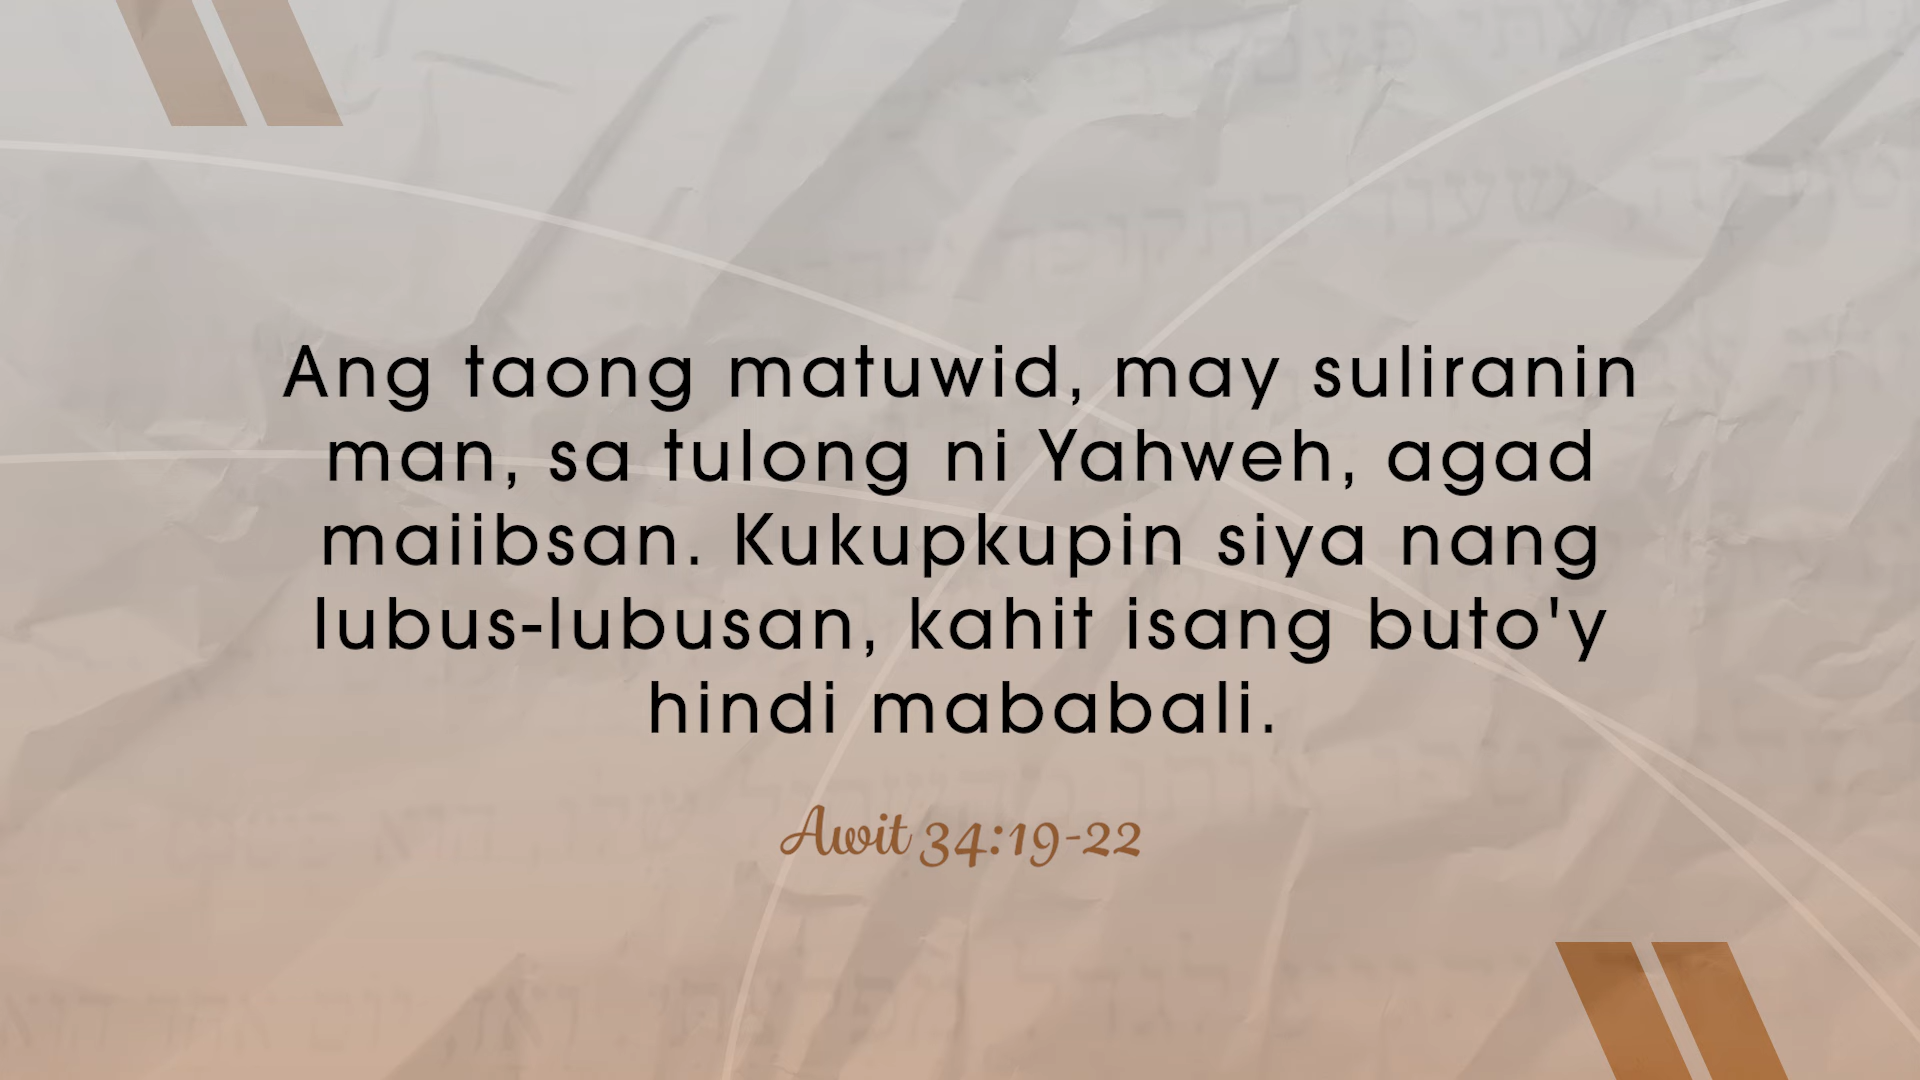 Ang taong matuwid, may suliranin
man, sa tulong ni Yahweh, agad
maiibsan. Kukupkupin siya nang
lubus-lubusan, kahit isang buto'y
hindi mababali.
Awit 34:19-22